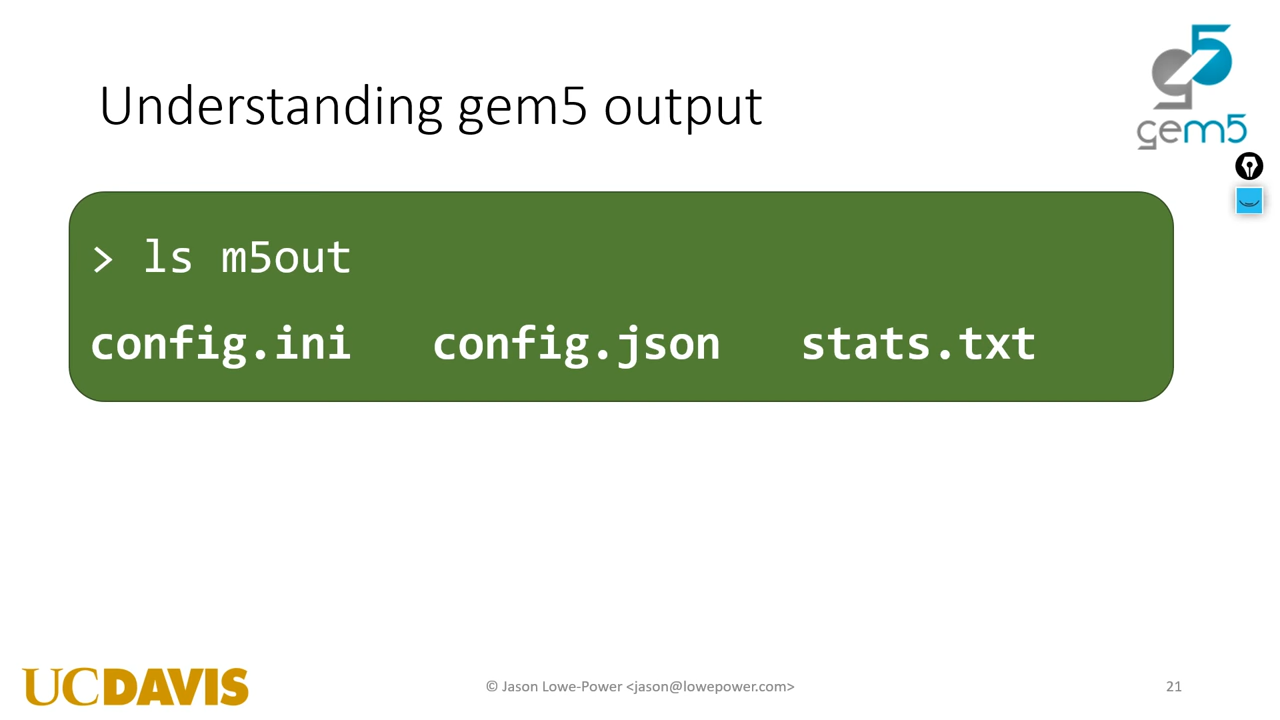 Understanding gem5 output
gem5
> ls m5out
config.ini config.json stats.txt
UCDAVIS
© Jason Lowe-Power <jason@lowepower.com>
21